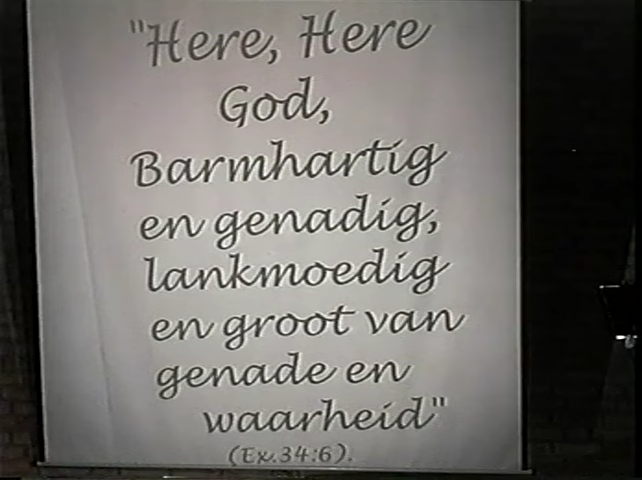 "Here, Here
God,
Barmhartig
en genadig,
lankmoedig
en groot van
genade en
waarheid"
(Ex.34:6).